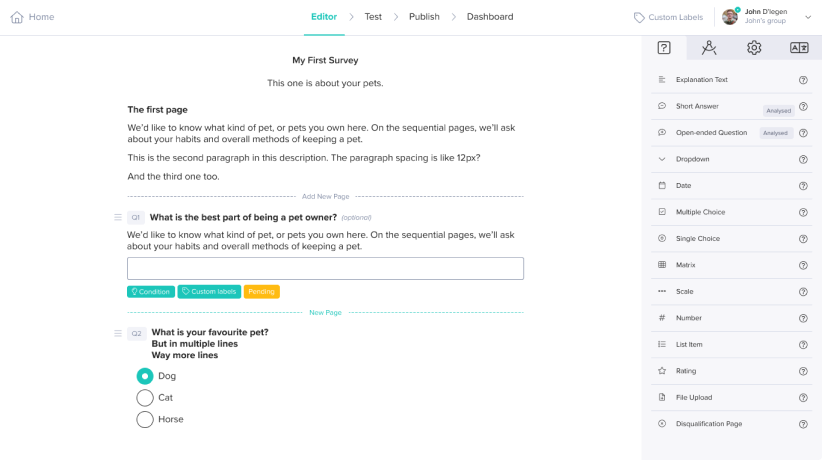 Home
Editor > Test > Publish > Dashboard
Custom Labels
John D'legen
John's group
My First Survey
This one is about your pets.
The first page
We'd like to know what kind of pet, or pets you own here. On the sequential pages, we'll ask
about your habits and overall methods of keeping a pet.
This is the second paragraph in this description. The paragraph spacing is like 12px?
And the third one too.
Add New Page
Q1 What is the best part of being a pet owner? (optional)
We'd like to know what kind of pet, or pets you own here. On the sequential pages, we'll ask
about your habits and overall methods of keeping a pet.
Condition Custom labels Pending
New Page
Q2 What is your favourite pet?
But in multiple lines
Way more lines
Dog
Cat
Horse
Explanation Text
Short Answer Analysed
Open-ended Question Analysed
Dropdown
Date
Multiple Choice
Single Choice
Matrix
Scale
Number
List Item
Rating
File Upload
Disqualification Page